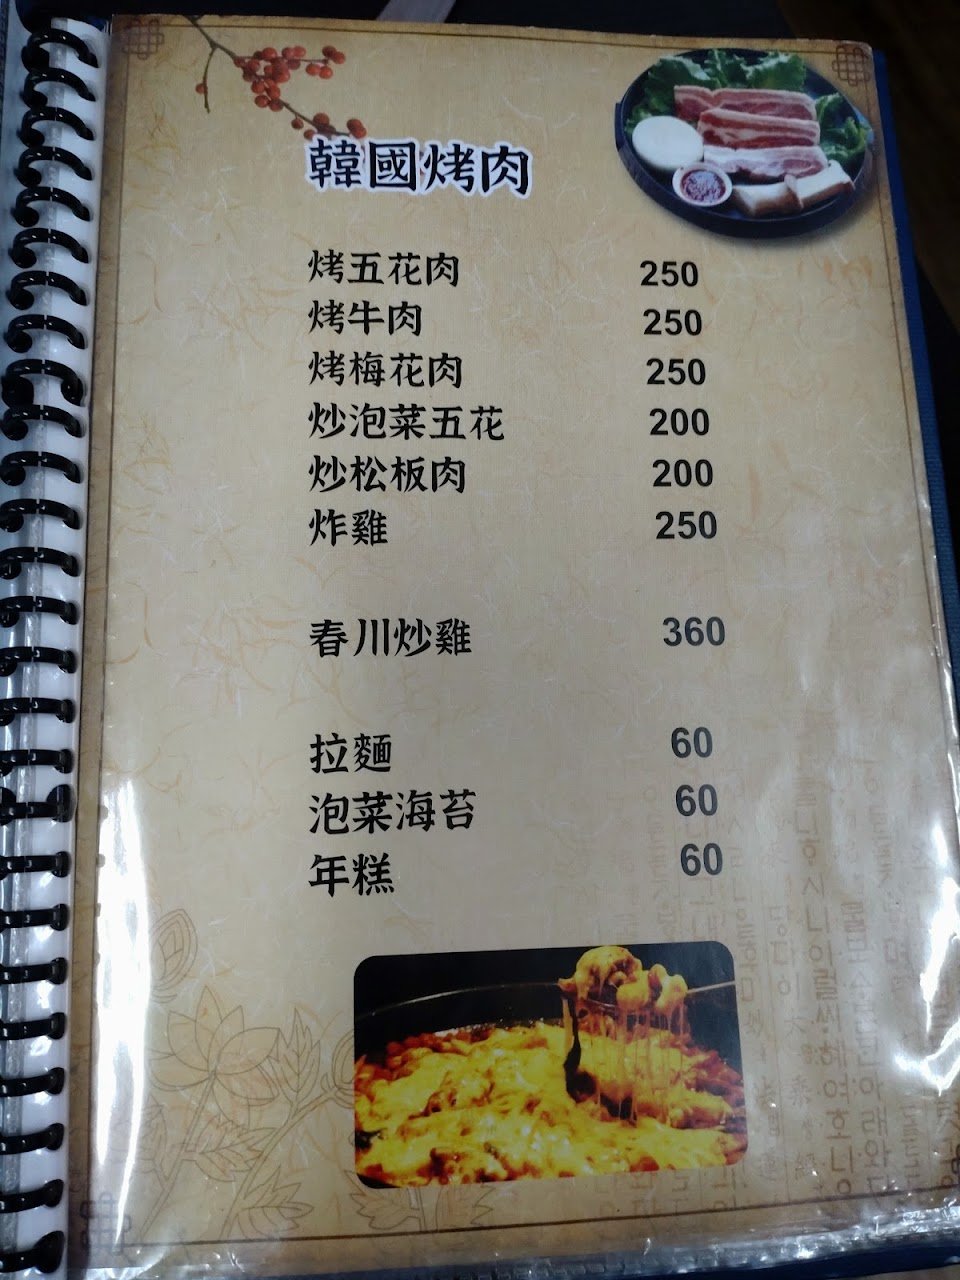 韓國烤肉
烤五花肉 250
烤牛肉 250
烤梅花肉 250
炒泡菜五花 200
炒松板肉 200
炸雞 250
春川炒雞 360
拉麵 60
泡菜海苔 60
年糕 60